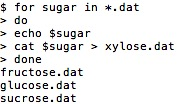 $ for sugar in *.dat
> do
> echo $sugar
> cat $sugar > xylose.dat
> done
fructose.dat
glucose.dat
sucrose.dat